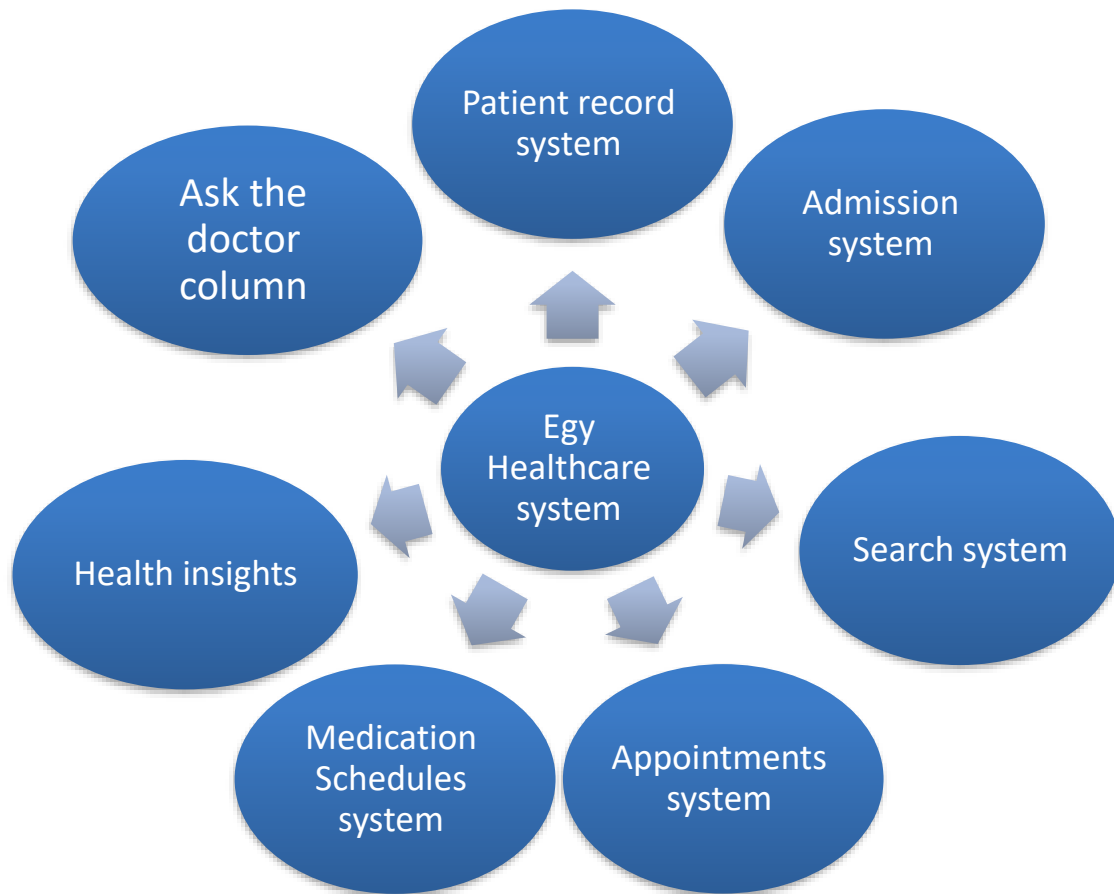 Patient record
system
Admission
system
Search system
Appointments
system
Medication
Schedules
system
Health insights
Ask the
doctor
column
Egy
Healthcare
system